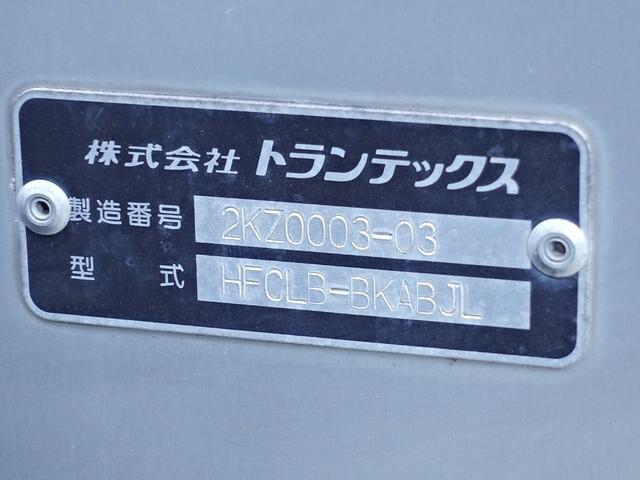 株式会社 トランテックス
製造番号 2KZ0003-03
型式 HFCLB-BKABJL